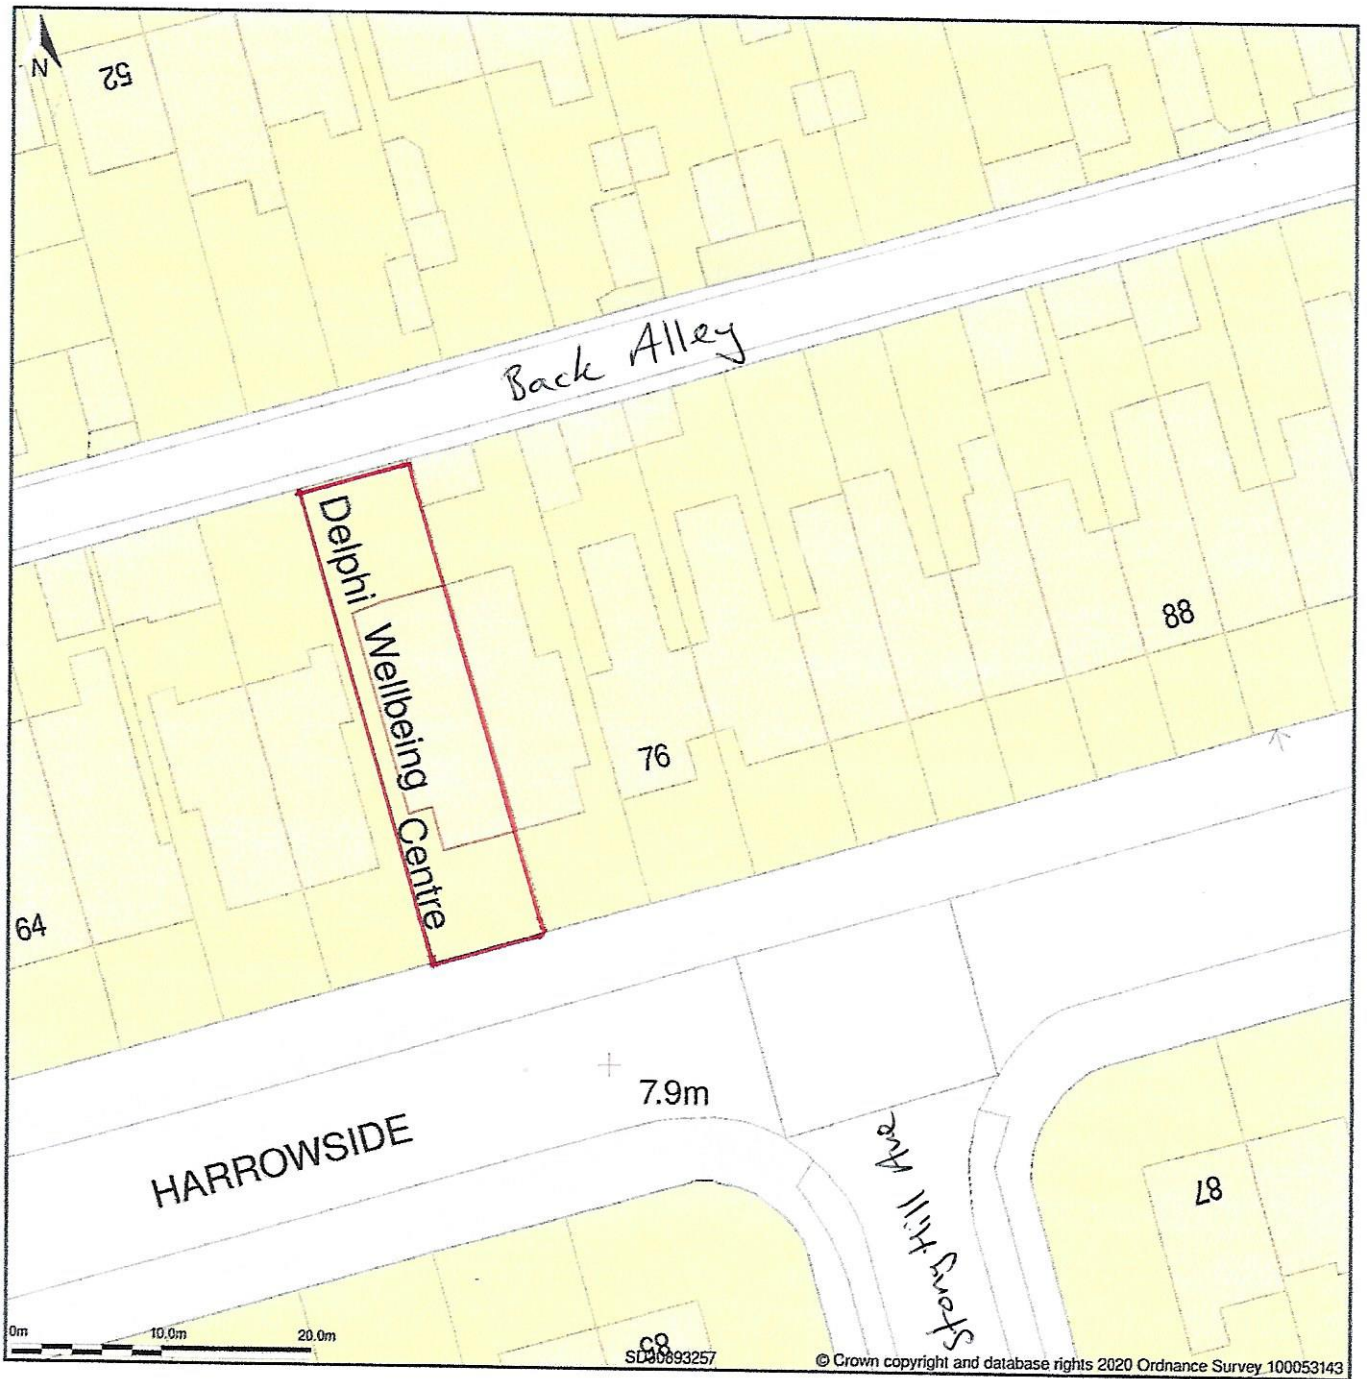 N
52
Back Alley
Delphi Wellbeing Centre
88
76
64
7.9m
HARROWSIDE
Stony Hill Ave
87
85
0m 10.0m 20.0m
SD30893257
© Crown copyright and database rights 2020 Ordnance Survey 100053143